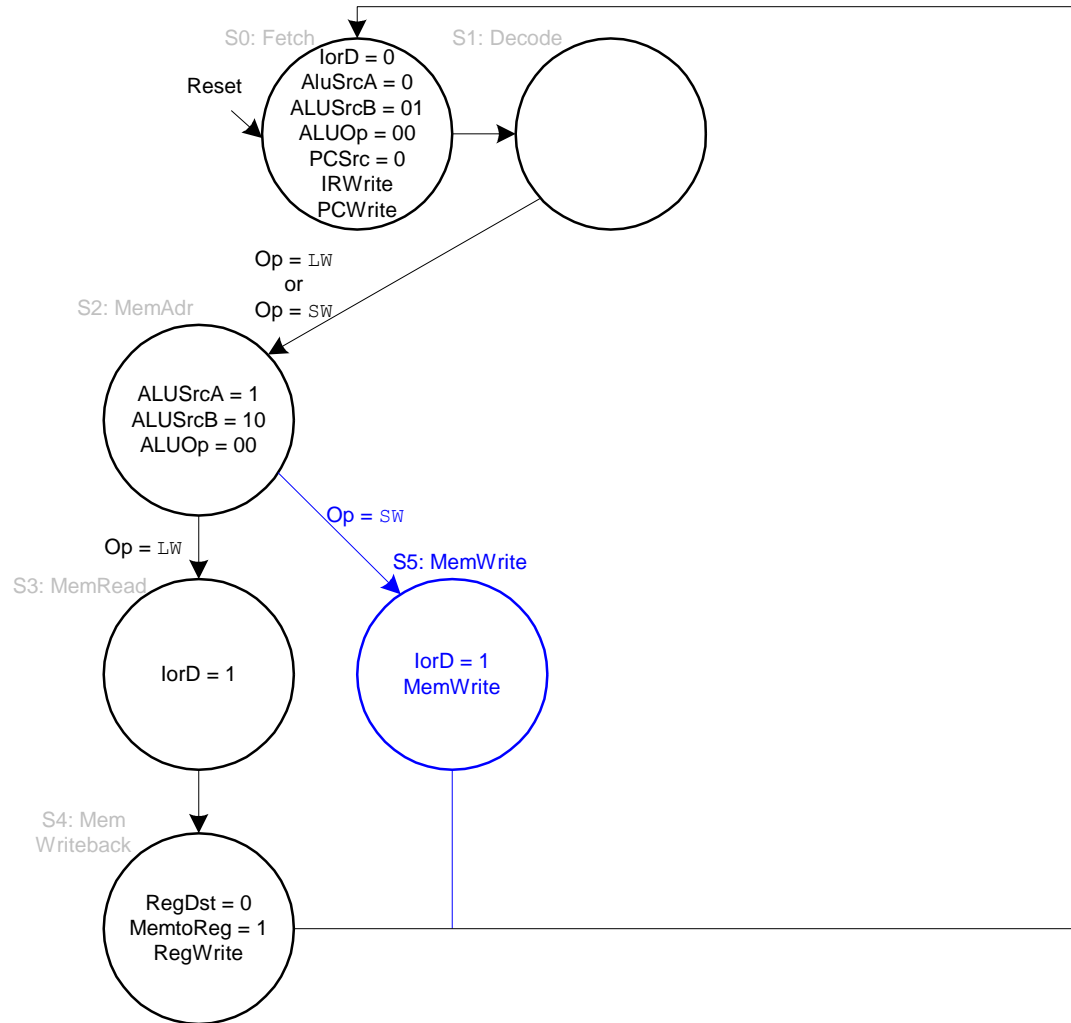 S0: Fetch
S1: Decode
Reset
IorD = 0
AluSrcA = 0
ALUSrcB = 01
ALUOp = 00
PCSrc = 0
IRWrite
PCWrite
Op = LW
or
Op = SW
S2: MemAdr
ALUSrcA = 1
ALUSrcB = 10
ALUOp = 00
Op = SW
Op = LW
S5: MemWrite
S3: MemRead
IorD = 1
IorD = 1
MemWrite
S4: Mem
Writeback
RegDst = 0
MemtoReg = 1
RegWrite